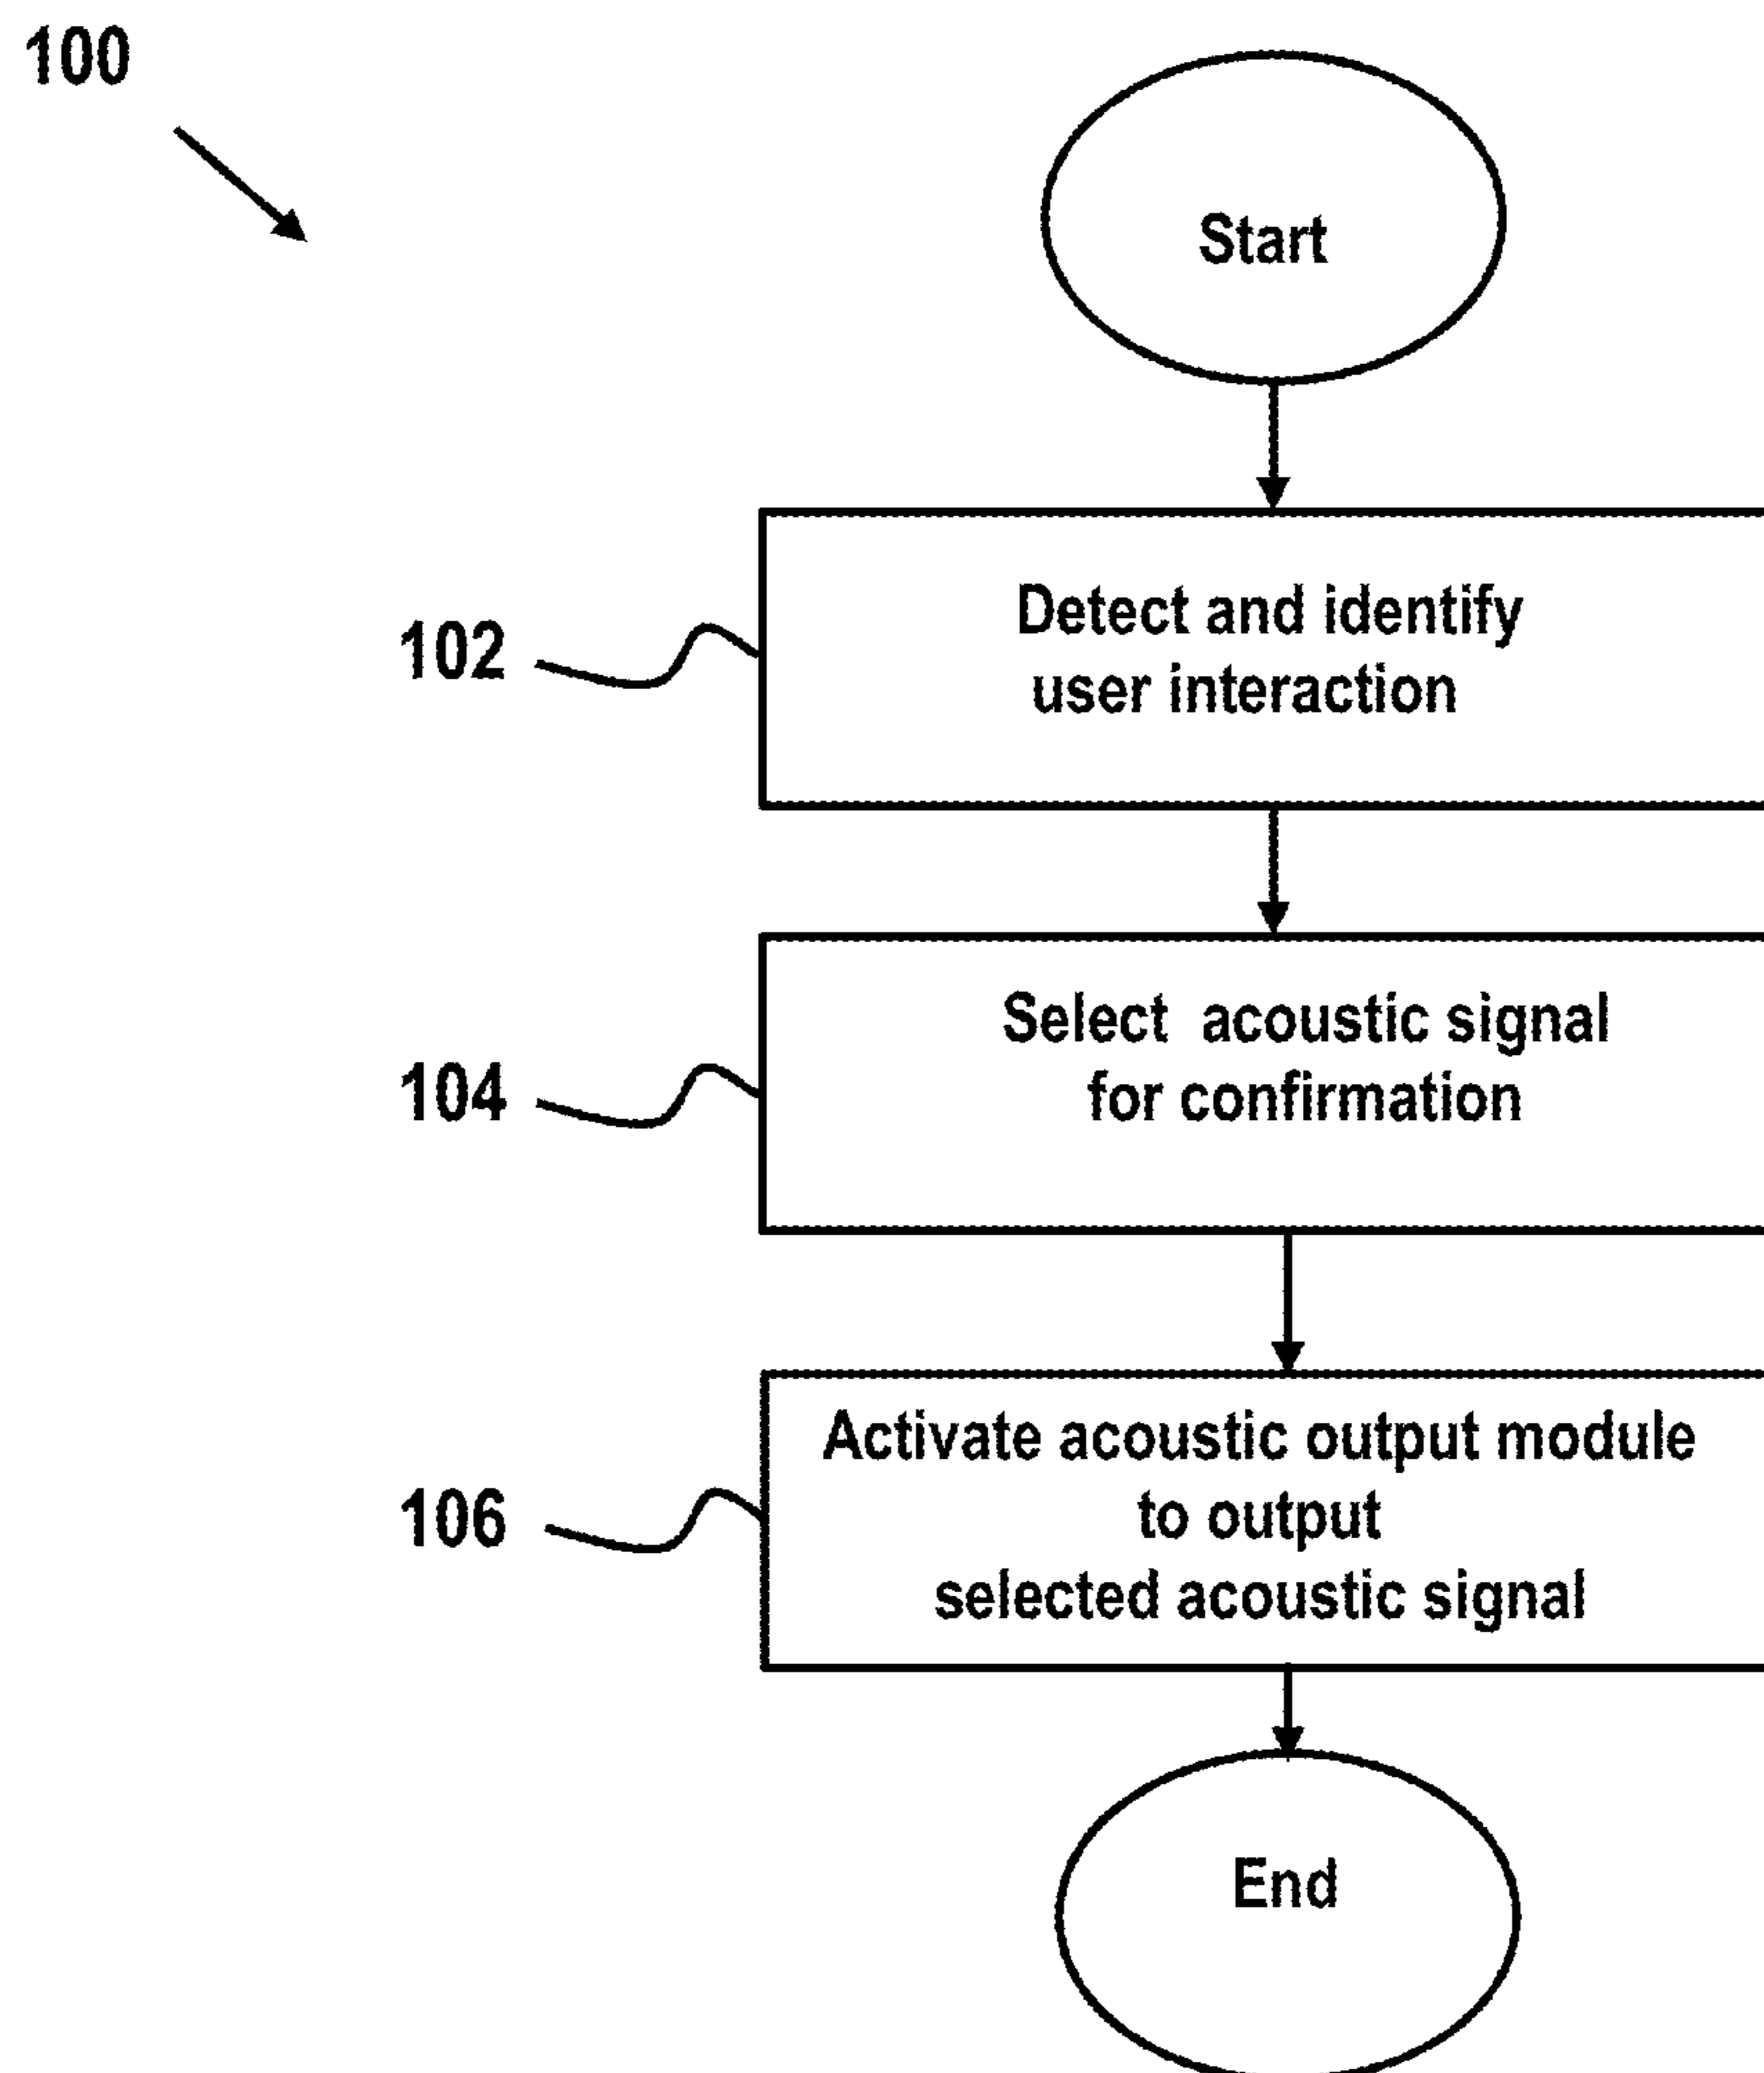 100
Start
102
Detect and identify
user interaction
104
Select acoustic signal
for confirmation
106
Activate acoustic output module
to output
selected acoustic signal
End